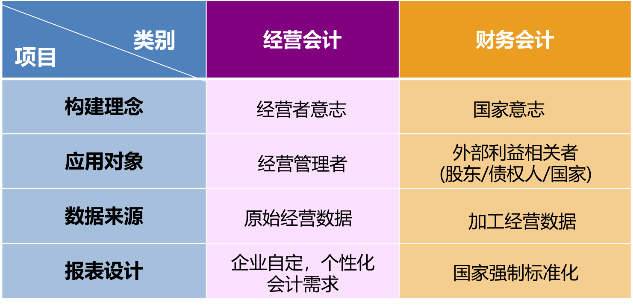 类别
项目
经营会计
财务会计
构建理念
经营者意志
国家意志
应用对象
经营管理者
外部利益相关者
(股东/债权人/国家)
数据来源
原始经营数据
加工经营数据
报表设计
企业自定，个性化
会计需求
国家强制标准化